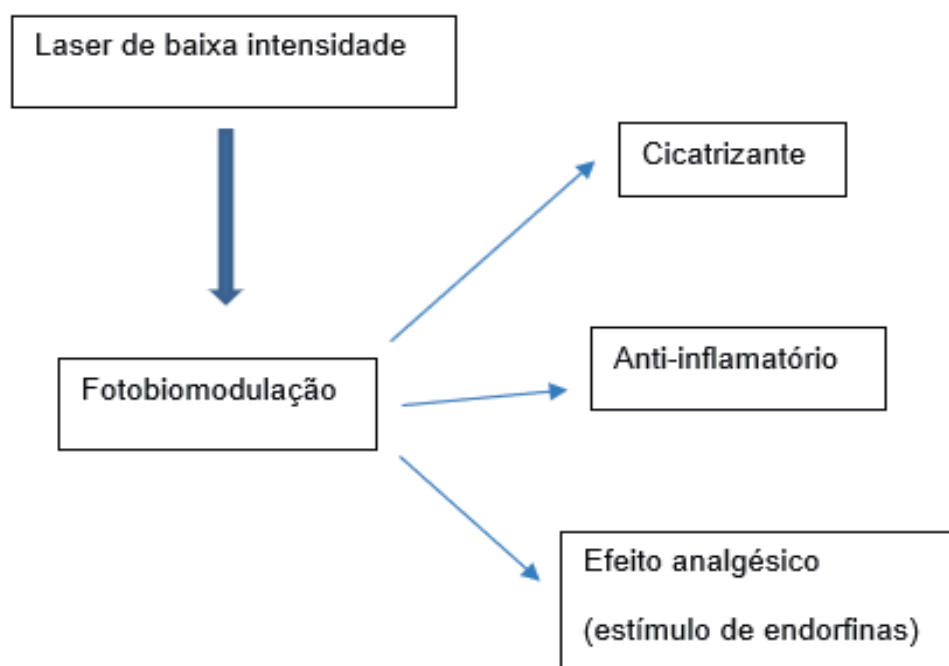 Laser de baixa intensidade
Cicatrizante
Fotobiomodulação
Anti-inflamatório
Efeito analgésico
(estímulo de endorfinas)